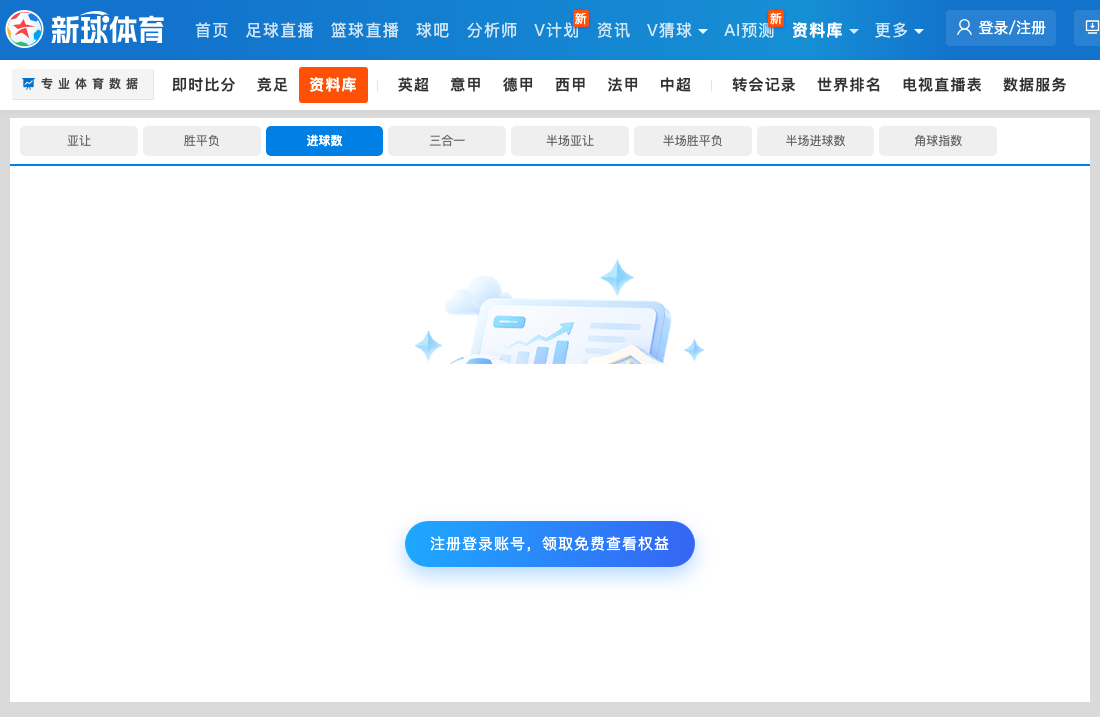 新球体育 首页 足球直播 篮球直播 球吧 分析师 V计划 新 资讯 V猜球 AI预测 新 资料库 更多 登录/注册
专业体育数据 即时比分 竞足 资料库 英超 意甲 德甲 西甲 法甲 中超 转会记录 世界排名 电视直播表 数据服务
亚让 胜平负 进球数 三合一 半场亚让 半场胜平负 半场进球数 角球指数
注册登录账号，领取免费查看权益